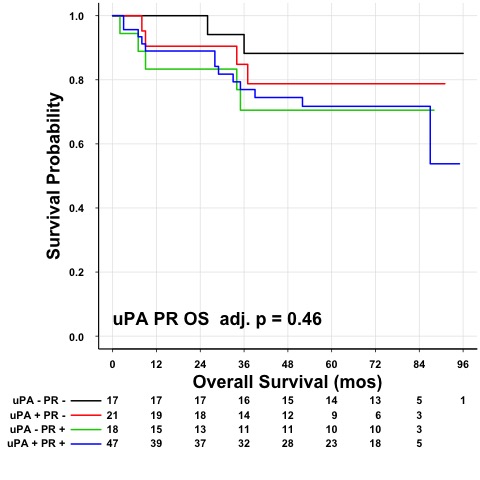 Survival Probability
1.0
0.8
0.6
0.4
0.2
0.0
uPA PR OS adj. p = 0.46
0 12 24 36 48 60 72 84 96
Overall Survival (mos)
uPA - PR - 17 17 17 16 15 14 13 5 1
uPA + PR - 21 19 18 14 12 9 6 3
uPA - PR + 18 15 13 11 11 10 10 3
uPA + PR + 47 39 37 32 28 23 18 5